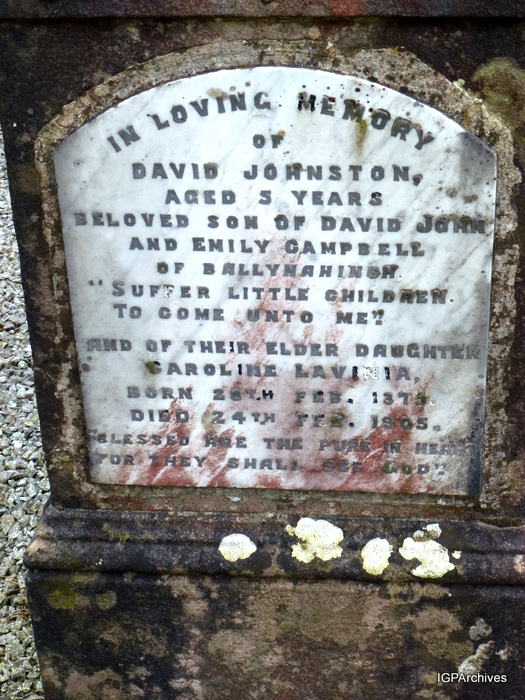 IN LOVING MEMORY
OF
DAVID JOHNSTON,
AGED 5 YEARS
BELOVED SON OF DAVID JOHN
AND EMILY CAMPBELL
OF BALLYNAHINCH.
"SUFFER LITTLE CHILDREN
TO COME UNTO ME".
AND OF THEIR ELDER DAUGHTER
CAROLINE LAVINIA,
BORN 26TH FEB. 1875.
DIED 24TH FEB. 1905.
"BLESSED ARE THE PURE IN HEART
FOR THEY SHALL SEE GOD".
IGPArchives